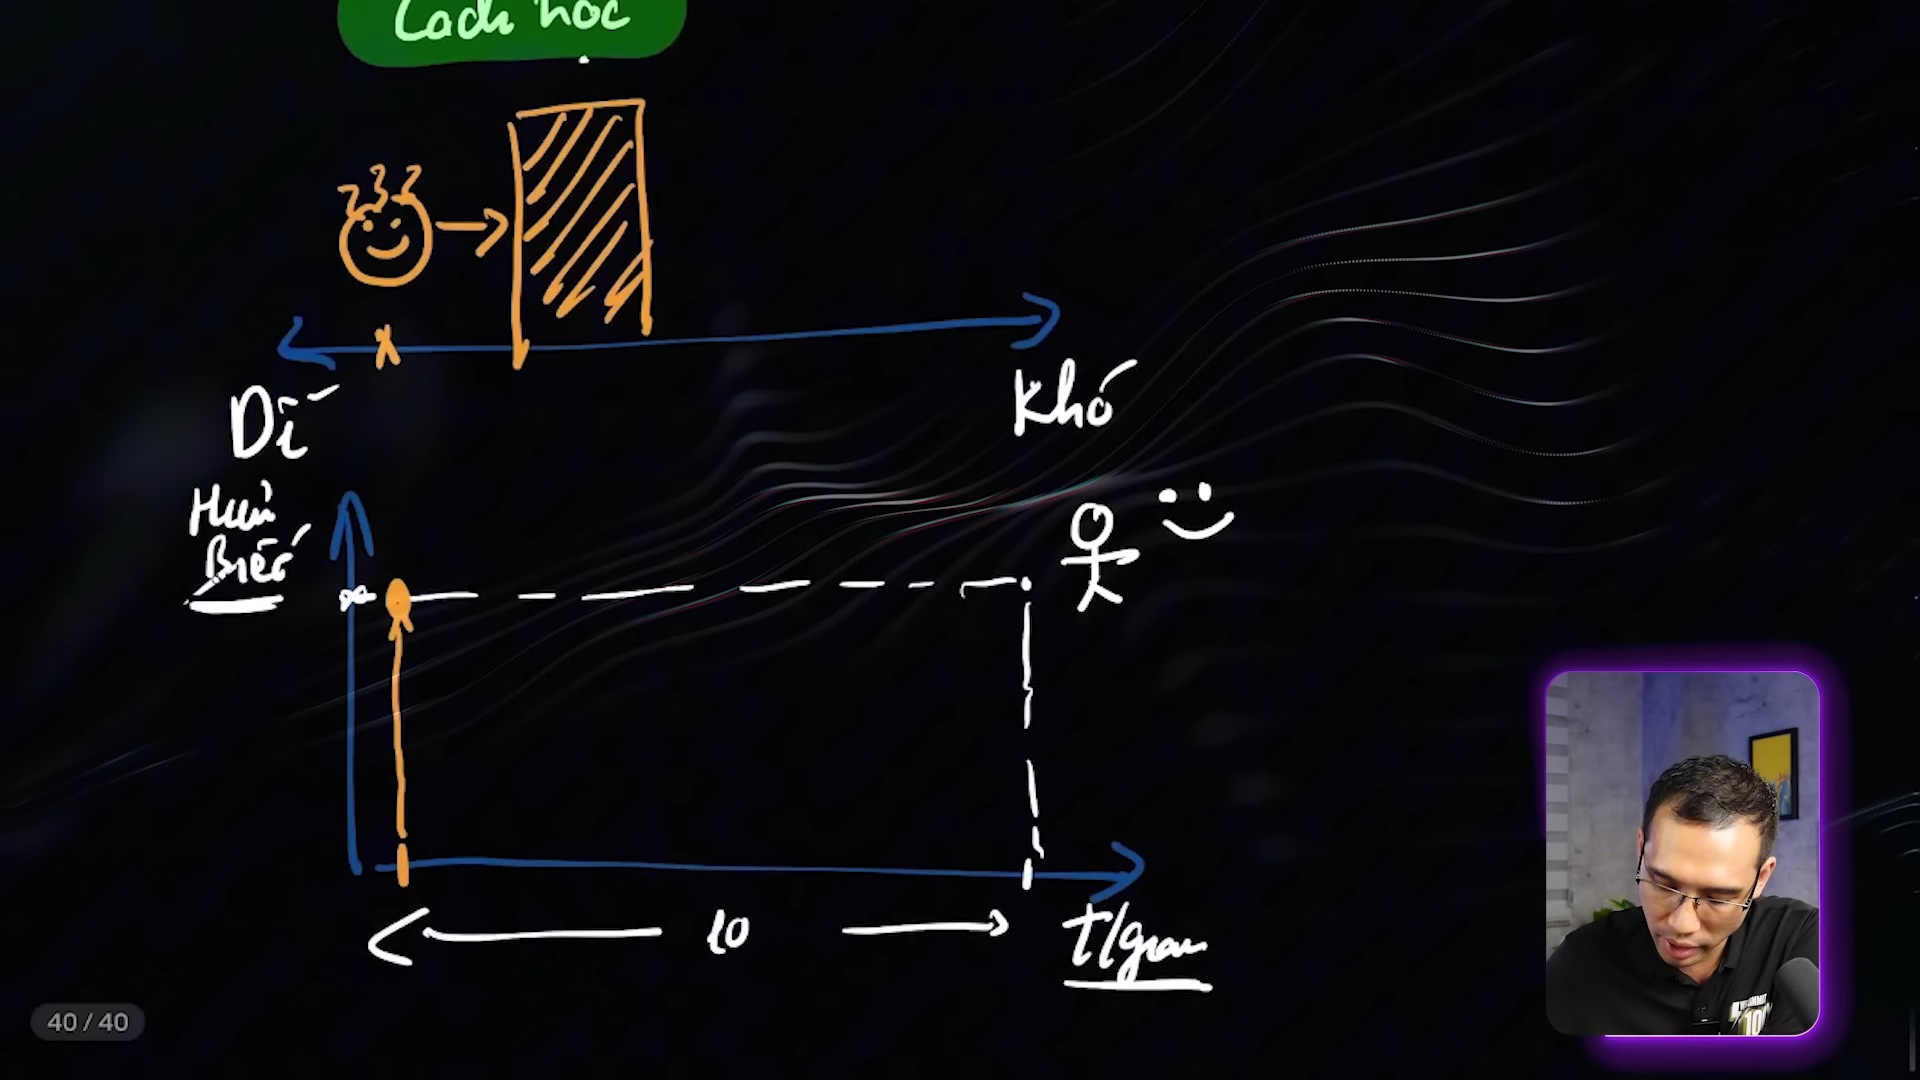 Cách học
Dễ
Khó
Hiểu
Biết
10
T/gian
40 / 40